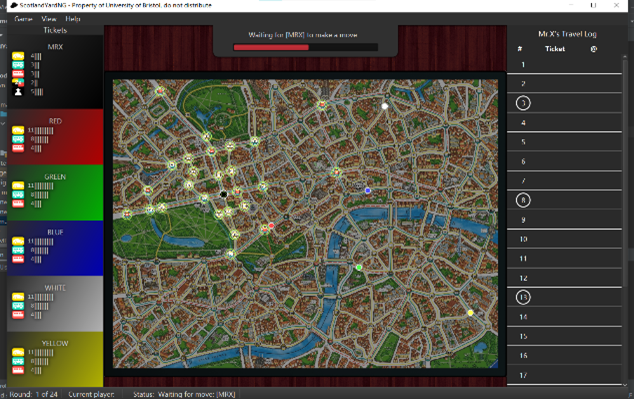 ScotlandYardNG - Property of University of Bristol. do not distribute
Game View Help
Tickets
MRX
4
3
3
2
5
RED
11
8
4
GREEN
11
8
4
BLUE
11
8
4
WHITE
11
8
4
YELLOW
11
8
4
Waiting for [MRX] to make a move
Mr X's Travel Log
# Ticket @
1
2
3
4
5
6
7
8
9
10
11
12
13
14
15
16
17
Round: 1 of 24 Current player: Status: Waiting for move: [MRX]